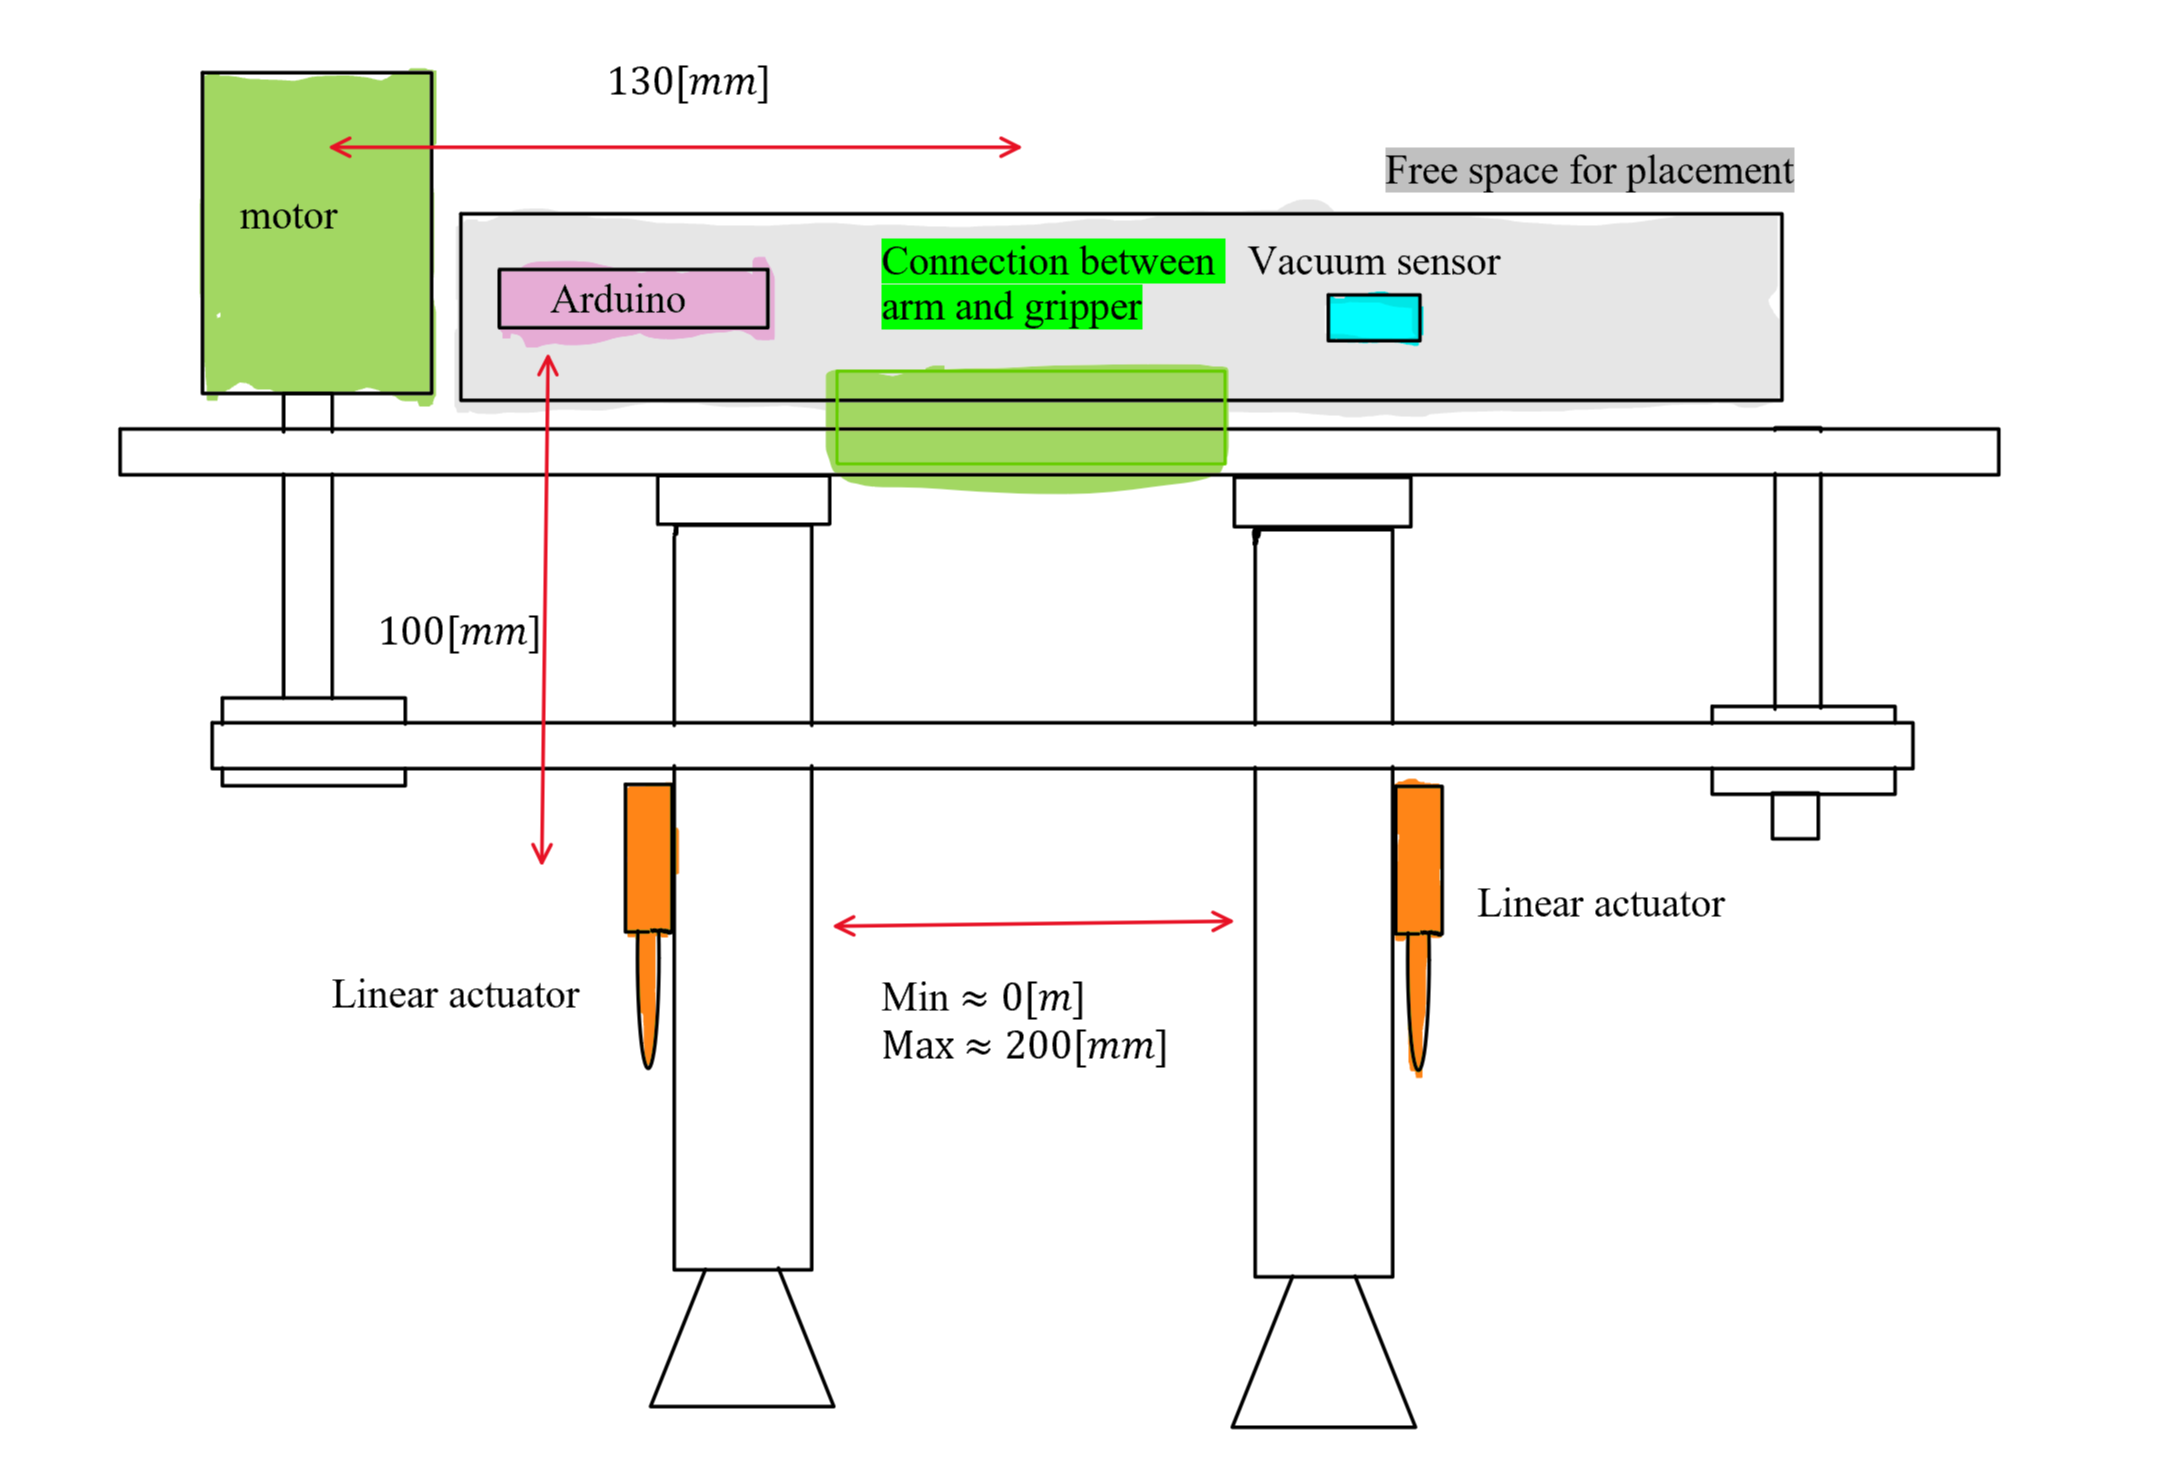 130[mm]
Free space for placement
motor
Connection between
arm and gripper
Vacuum sensor
Arduino
100[mm]
Linear actuator
Linear actuator
Min ≈ 0[m]
Max ≈ 200[mm]